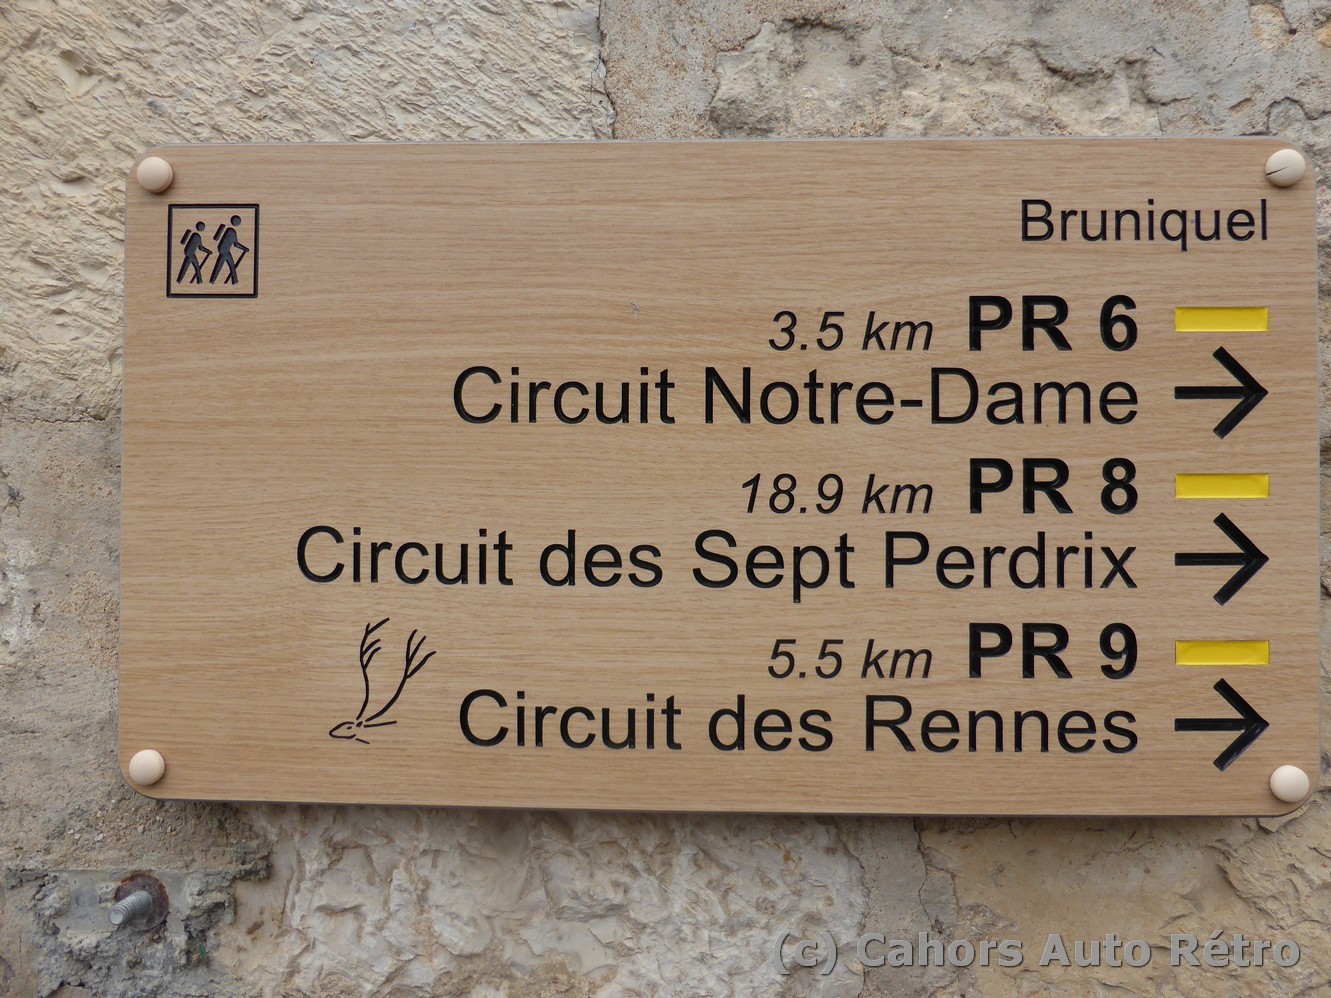 Bruniquel
3.5 km PR 6
Circuit Notre-Dame
18.9 km PR 8
Circuit des Sept Perdrix
5.5 km PR 9
Circuit des Rennes
(c) Cahors Auto Rétro